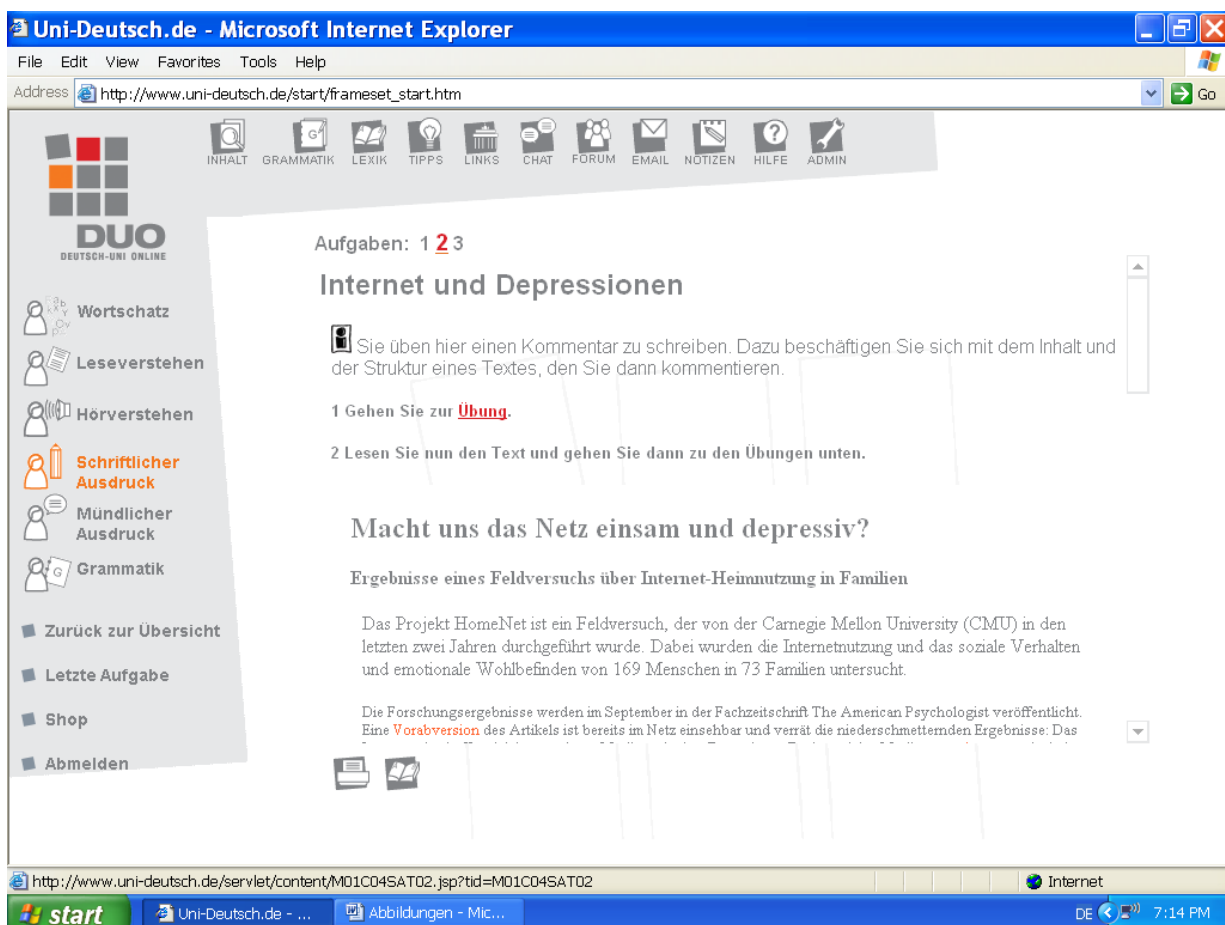 Uni-Deutsch.de - Microsoft Internet Explorer
File Edit View Favorites Tools Help
Address http://www.uni-deutsch.de/start/frameset_start.htm Go
INHALT GRAMMATIK LEXIK TIPPS LINKS CHAT FORUM EMAIL NOTIZEN HILFE ADMIN
DUO
DEUTSCH-UNI ONLINE
Wortschatz
Leseverstehen
Hörverstehen
Schriftlicher
Ausdruck
Mündlicher
Ausdruck
Grammatik
Zurück zur Übersicht
Letzte Aufgabe
Shop
Abmelden
Aufgaben: 1 2 3
Internet und Depressionen
Sie üben hier einen Kommentar zu schreiben. Dazu beschäftigen Sie sich mit dem Inhalt und
der Struktur eines Textes, den Sie dann kommentieren.
1 Gehen Sie zur Übung.
2 Lesen Sie nun den Text und gehen Sie dann zu den Übungen unten.
Macht uns das Netz einsam und depressiv?
Ergebnisse eines Feldversuchs über Internet-Heimnutzung in Familien
Das Projekt HomeNet ist ein Feldversuch, der von der Carnegie Mellon University (CMU) in den
letzten zwei Jahren durchgeführt wurde. Dabei wurden die Internetnutzung und das soziale Verhalten
und emotionale Wohlbefinden von 169 Menschen in 73 Familien untersucht.
Die Forschungsergebnisse werden im September in der Fachzeitschrift The American Psychologist veröffentlicht.
Eine Vorabversion des Artikels ist bereits im Netz einsehbar und verrät die niederschmetternden Ergebnisse: Das
http://www.uni-deutsch.de/servlet/content/M01C04SAT02.jsp?tid=M01C04SAT02 Internet
start Uni-Deutsch.de - ... Abbildungen - Mic... DE 7:14 PM